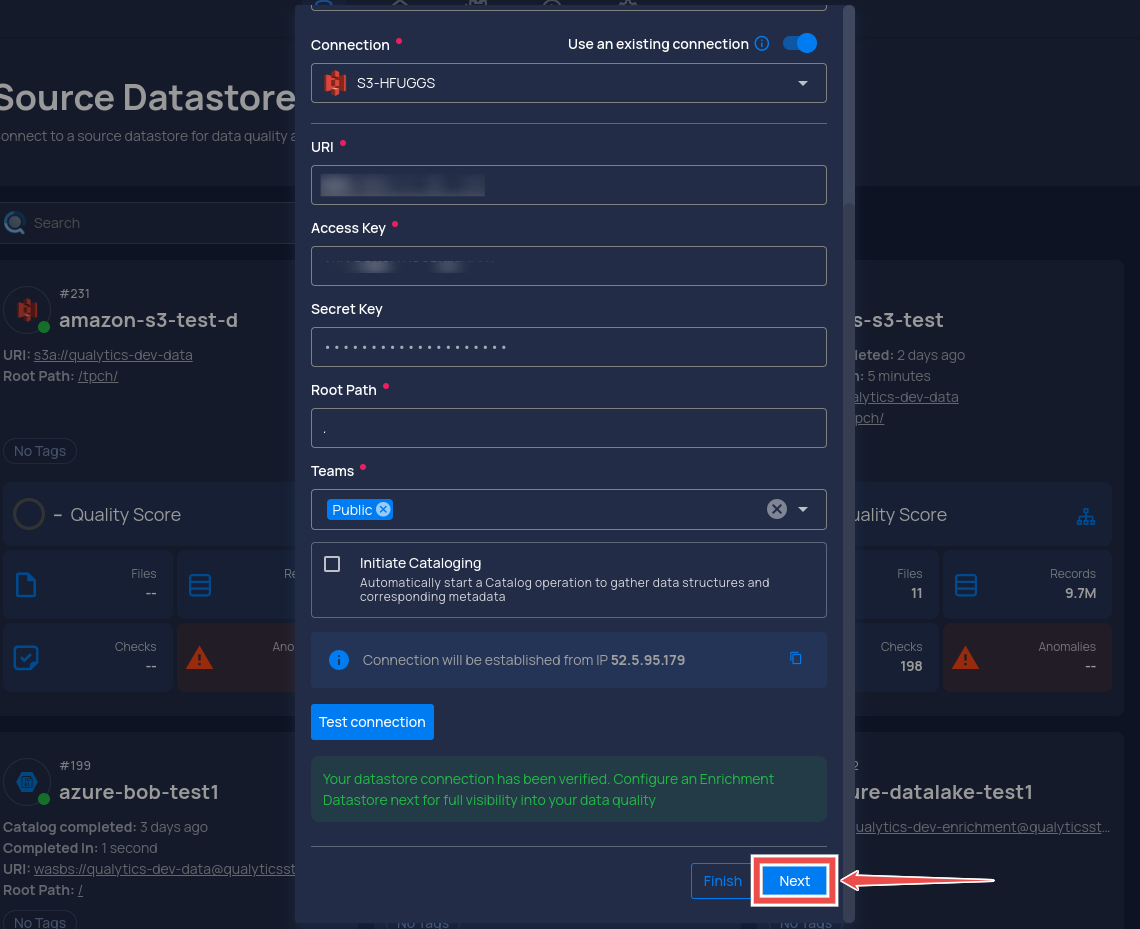 Connection
Use an existing connection
S3-HFUGGS
URI
Access Key
Secret Key
Root Path
Teams
Public
Initiate Cataloging
Automatically start a Catalog operation to gather data structures and
corresponding metadata
Connection will be established from IP 52.5.95.179
Test connection
Your datastore connection has been verified. Configure an Enrichment
Datastore next for full visibility into your data quality
Finish
Next
Source Datastore
onnect to a source datastore for data quality a
Search
#231
amazon-s3-test-d
URI: s3a://qualytics-dev-data
Root Path: /tpch/
No Tags
– Quality Score
Files
--
Re
Checks
--
Ano
s-s3-test
leted: 2 days ago
n: 5 minutes
alytics-dev-data
pch/
uality Score
Files
11
Records
9.7M
Checks
198
Anomalies
--
#199
azure-bob-test1
Catalog completed: 3 days ago
Completed In: 1 second
URI: wasbs://qualytics-dev-data@qualyticsst
Root Path: /
No Tags
No Tags
ure-datalake-test1
ualytics-dev-enrichment@qualyticsst...
No Tags